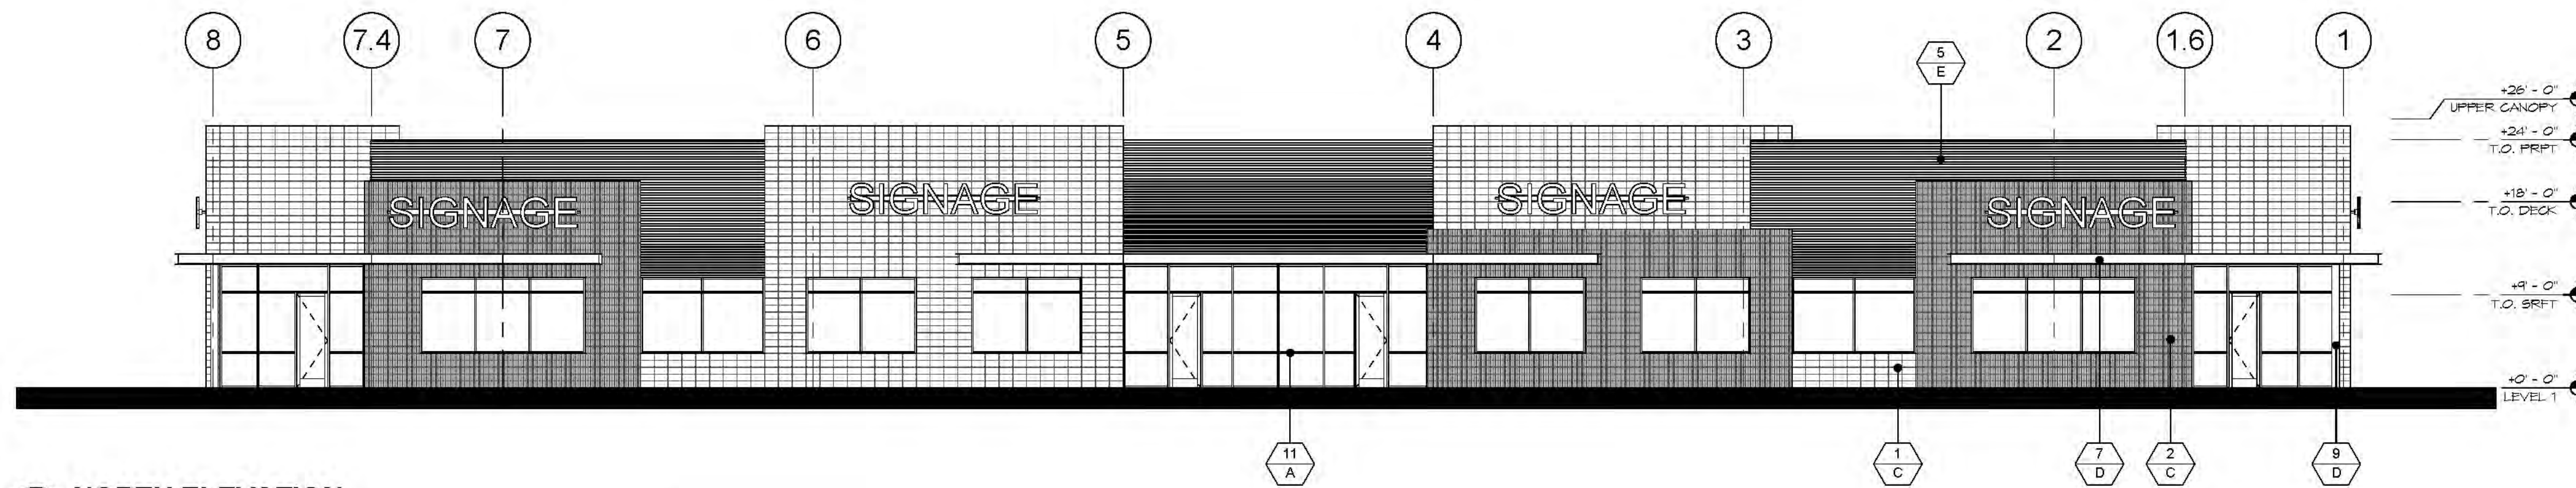 8
7.4
7
6
5
4
3
2
1.6
1
5
E
+26' - 0"
UPPER CANOPY
+24' - 0"
T.O. PRPT
+18' - 0"
T.O. DECK
+9' - 0"
T.O. SRFT
+0' - 0"
LEVEL 1
SIGNAGE
SIGNAGE
SIGNAGE
SIGNAGE
11
A
1
C
7
D
2
C
9
D
NORTH ELEVATION